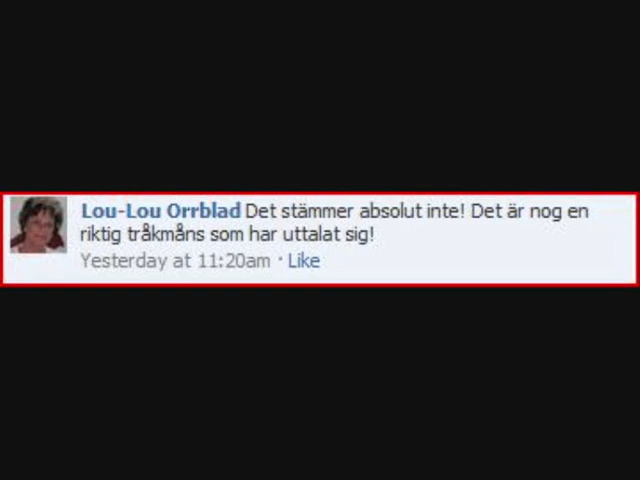 Lou-Lou Orrblad Det stämmer absolut inte! Det är nog en
riktig tråkmåns som har uttalat sig!
Yesterday at 11:20am · Like